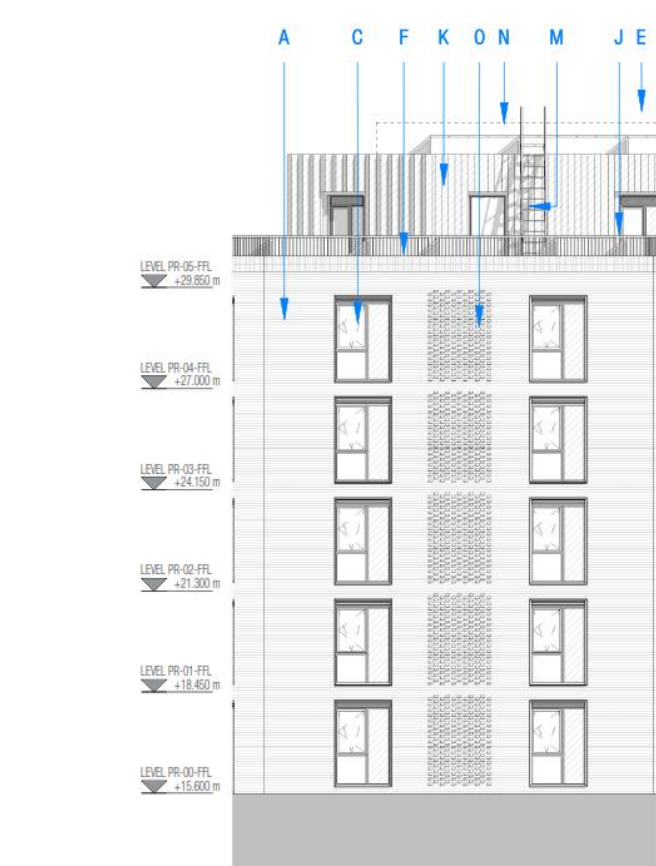 A C F K O N M J E
LEVEL PR-05-FFL
+29.850 m
LEVEL PR-04-FFL
+27.000 m
LEVEL PR-03-FFL
+24.150 m
LEVEL PR-02-FFL
+21.300 m
LEVEL PR-01-FFL
+18.450 m
LEVEL PR-00-FFL
+15.600 m